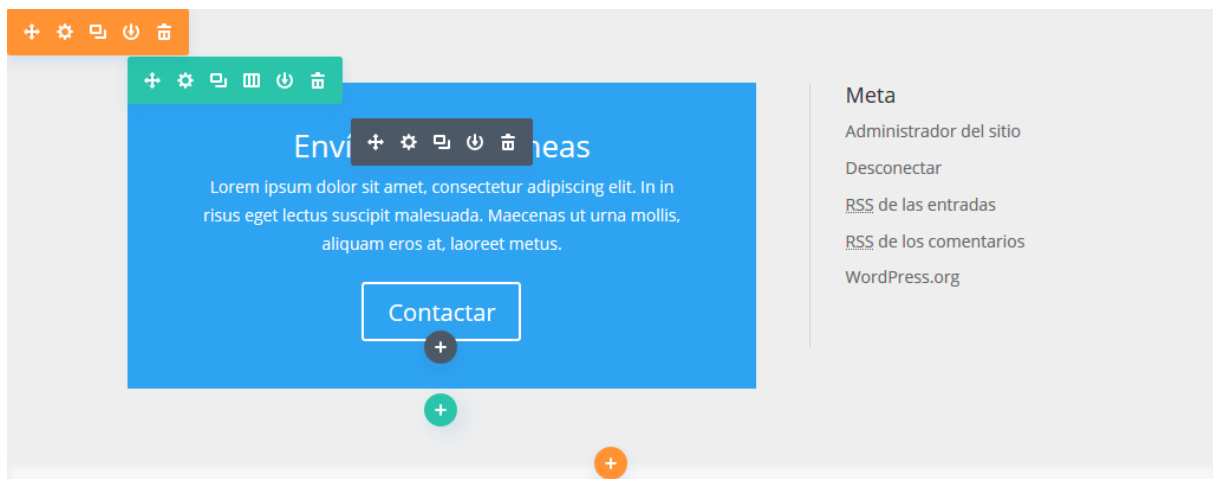 Meta
Administrador del sitio
Desconectar
RSS de las entradas
RSS de los comentarios
WordPress.org
Lorem ipsum dolor sit amet, consectetur adipiscing elit. In in
risus eget lectus suscipit malesuada. Maecenas ut urna mollis,
aliquam eros at, laoreet metus.
Contactar